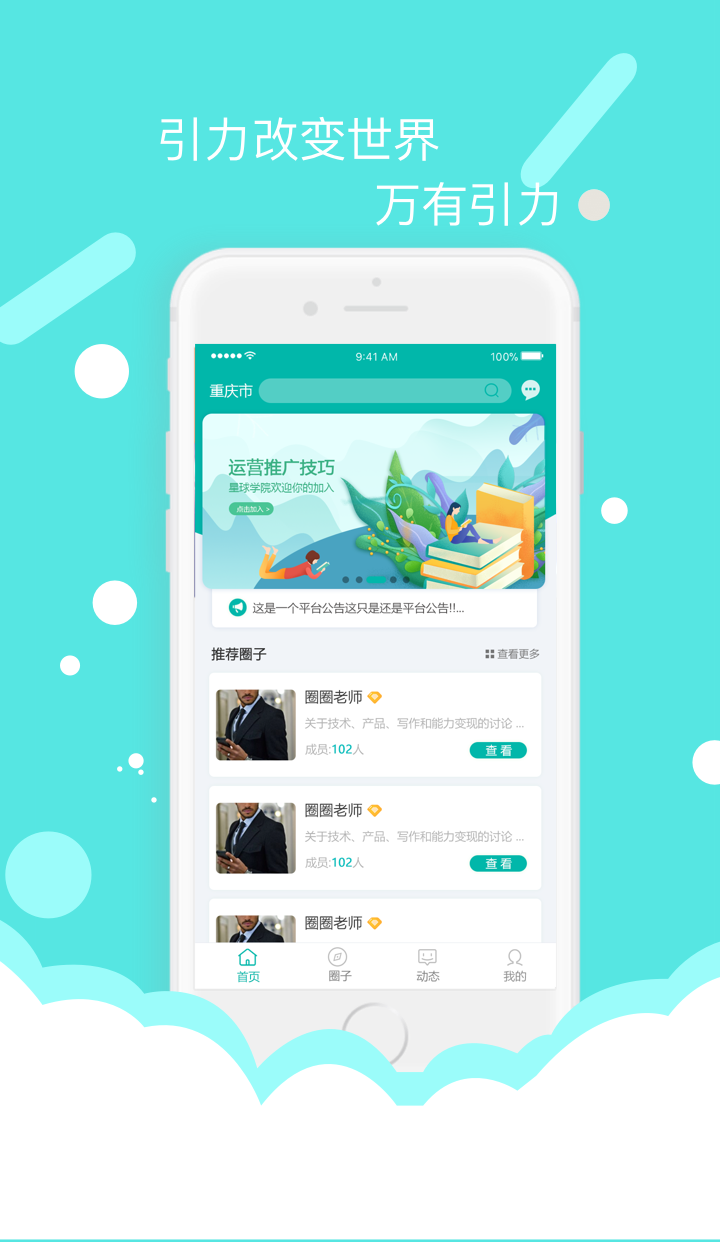 引力改变世界
万有引力
9:41 AM
100%
重庆市
运营推广技巧
星球学院欢迎你的加入
点击加入 >
这是一个平台公告这只是还是平台公告!!...
推荐圈子
查看更多
圈圈老师
关于技术、产品、写作和能力变现的讨论 ...
成员:102人
查 看
圈圈老师
关于技术、产品、写作和能力变现的讨论 ...
成员:102人
查 看
圈圈老师
首页
圈子
动态
我的